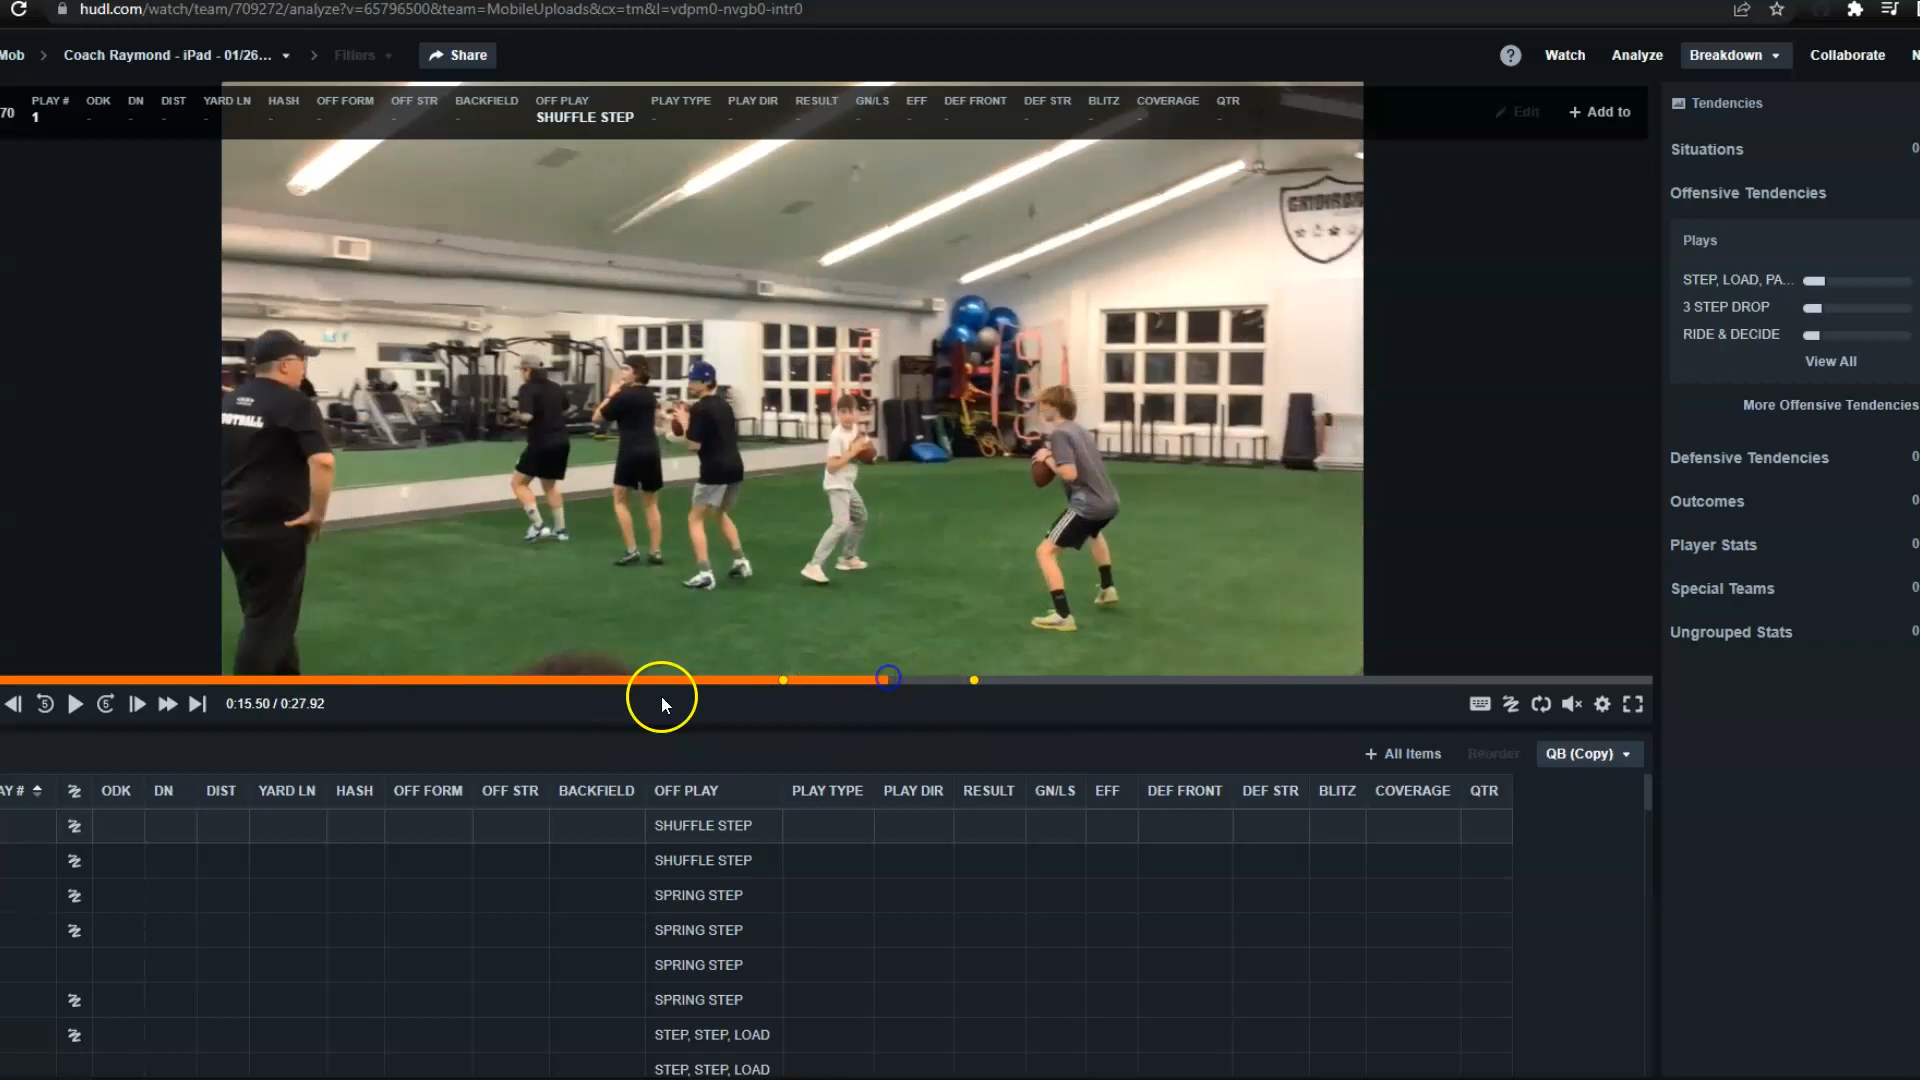 hudl.com/watch/team/709272/analyze?v=65796500&team=MobileUploads&cx=tm&l=vdpm0-nvgb0-intr0
Mob > Coach Raymond - iPad - 01/26... > Filters Share Watch Analyze Breakdown Collaborate N
PLAY # ODK DN DIST YARD LN HASH OFF FORM OFF STR BACKFIELD OFF PLAY PLAY TYPE PLAY DIR RESULT GN/LS EFF DEF FRONT DEF STR BLITZ COVERAGE QTR
70 1 - - - - - - - - SHUFFLE STEP - - - - - - - - - -
Edit + Add to
Tendencies
Situations 0
Offensive Tendencies
Plays
STEP, LOAD, PA...
3 STEP DROP
RIDE & DECIDE
View All
More Offensive Tendencies
Defensive Tendencies 0
Outcomes 0
Player Stats 0
Special Teams 0
Ungrouped Stats 0
GRIDIRON
FOOTBALL
5 5 0:15.50 / 0:27.92
+ All Items Reorder QB (Copy)
AY # ODK DN DIST YARD LN HASH OFF FORM OFF STR BACKFIELD OFF PLAY PLAY TYPE PLAY DIR RESULT GN/LS EFF DEF FRONT DEF STR BLITZ COVERAGE QTR
SHUFFLE STEP
SHUFFLE STEP
SPRING STEP
SPRING STEP
SPRING STEP
SPRING STEP
STEP, STEP, LOAD
STEP, STEP, LOAD